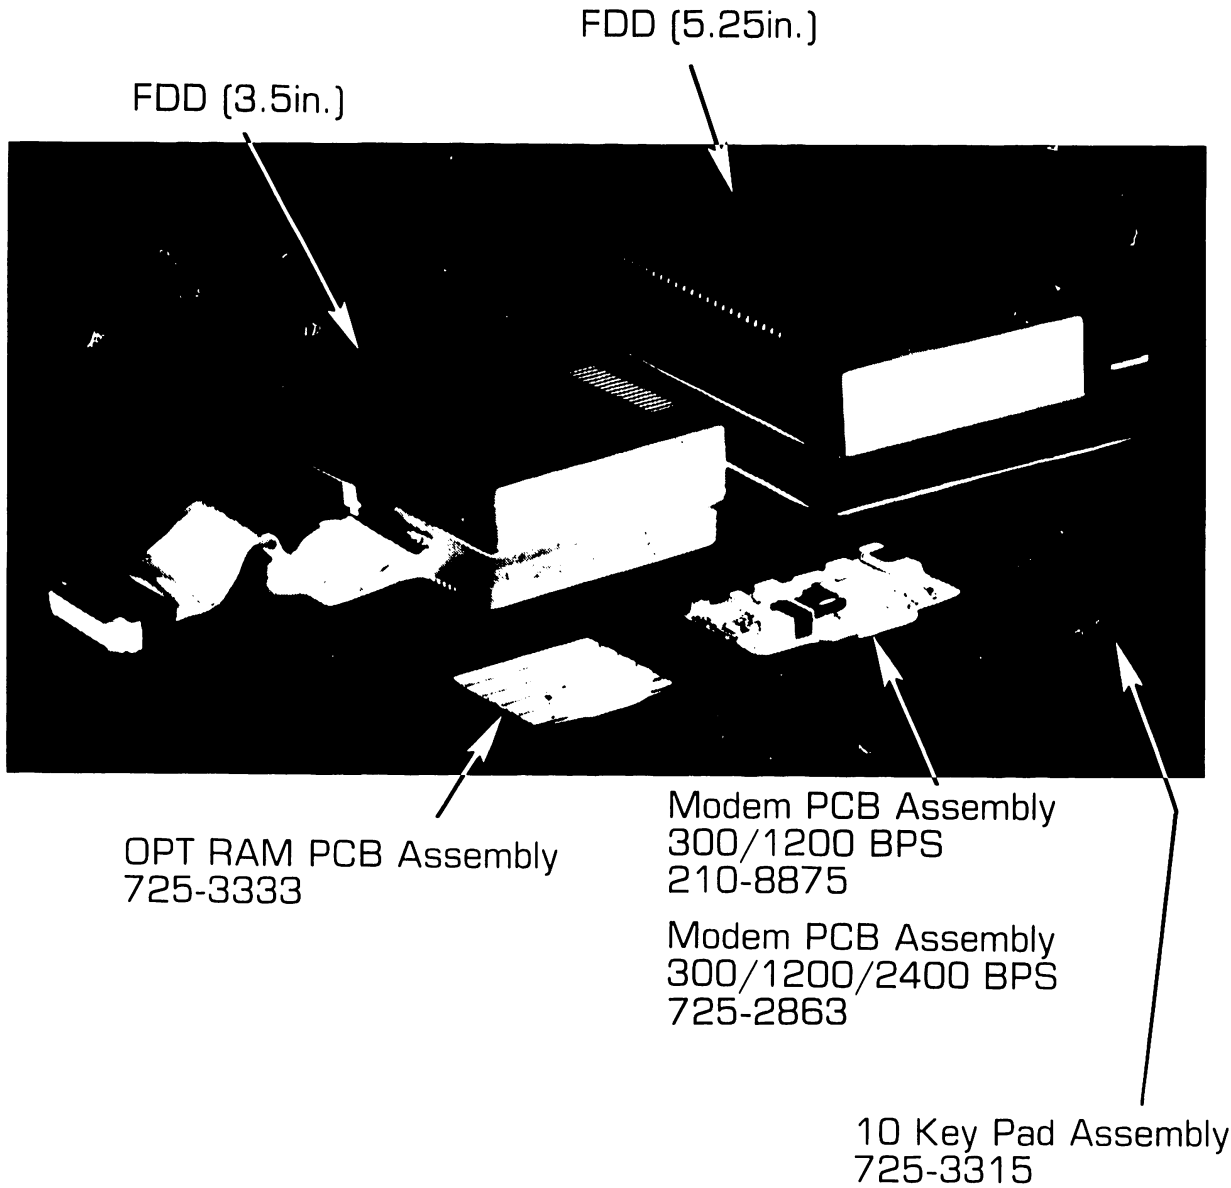 FDD (5.25in.)
FDD (3.5in.)
OPT RAM PCB Assembly
725-3333
Modem PCB Assembly
300/1200 BPS
210-8875
Modem PCB Assembly
300/1200/2400 BPS
725-2863
10 Key Pad Assembly
725-3315